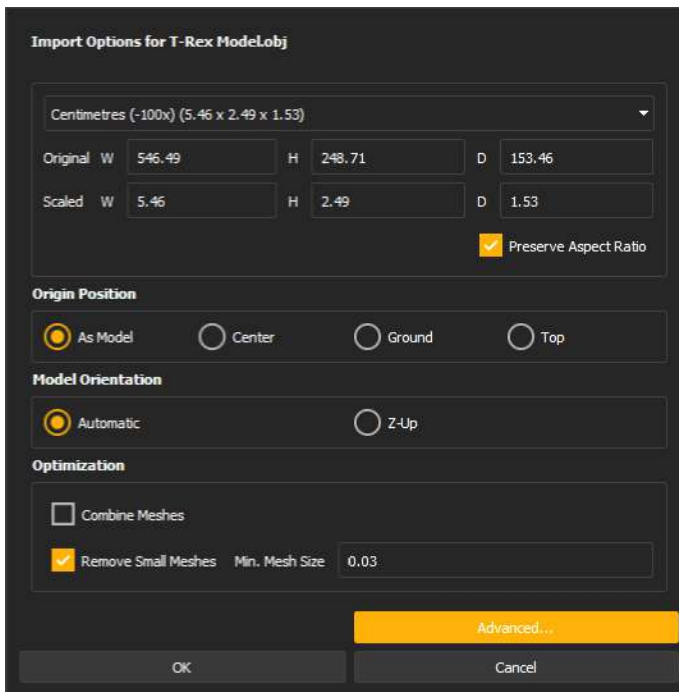 Import Options for T-Rex Model.obj
Centimetres (-100x) (5.46 x 2.49 x 1.53)
Original W 546.49 H 248.71 D 153.46
Scaled W 5.46 H 2.49 D 1.53
Preserve Aspect Ratio
Origin Position
As Model Center Ground Top
Model Orientation
Automatic Z-Up
Optimization
Combine Meshes
Remove Small Meshes Min. Mesh Size 0.03
Advanced...
OK Cancel